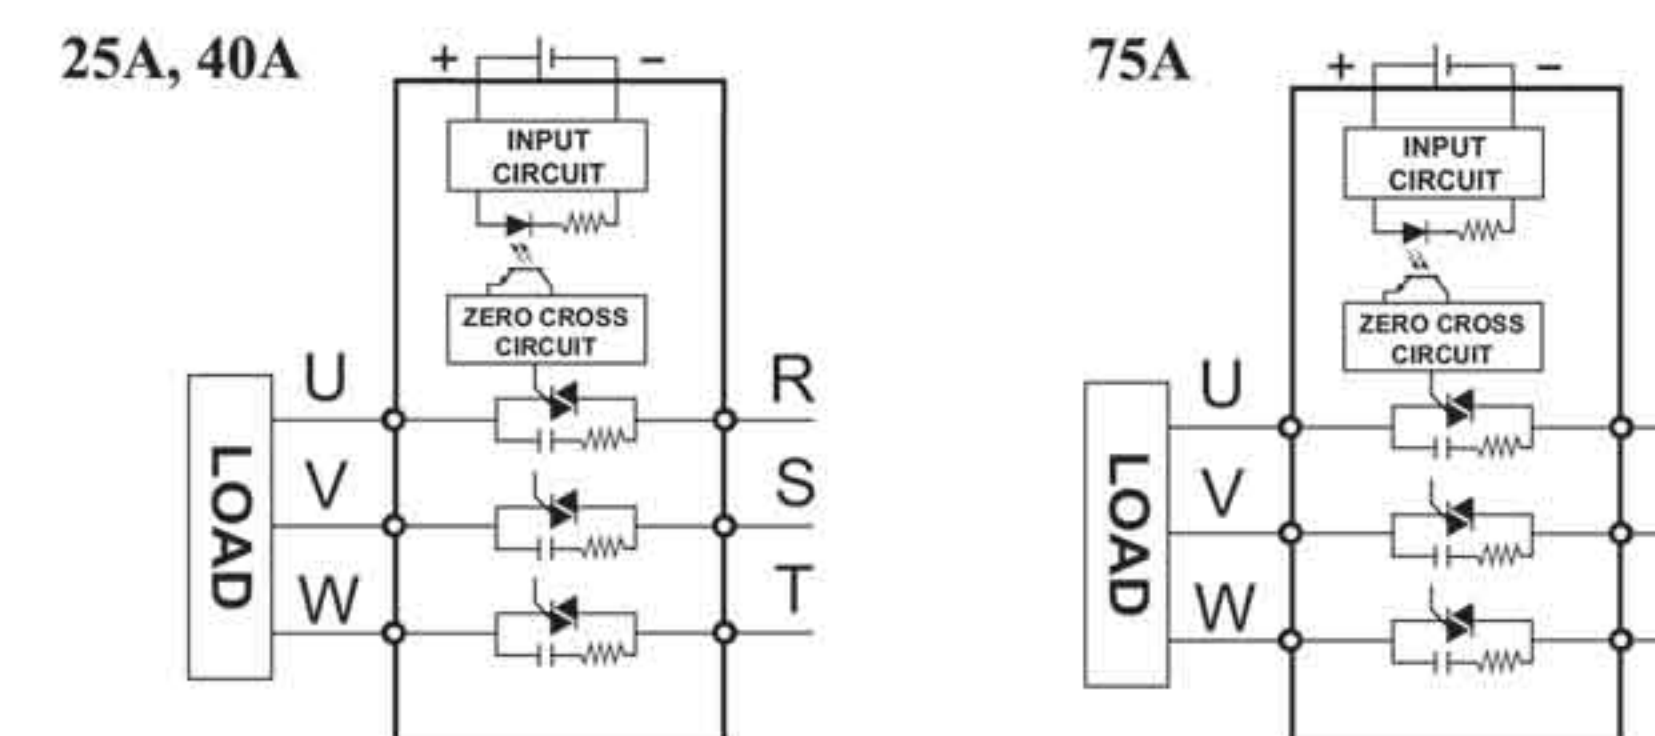 25A, 40A
+ −
INPUT
CIRCUIT
ZERO CROSS
CIRCUIT
U
R
V
S
W
T
LOAD
75A
+ −
INPUT
CIRCUIT
ZERO CROSS
CIRCUIT
U
V
W
LOAD